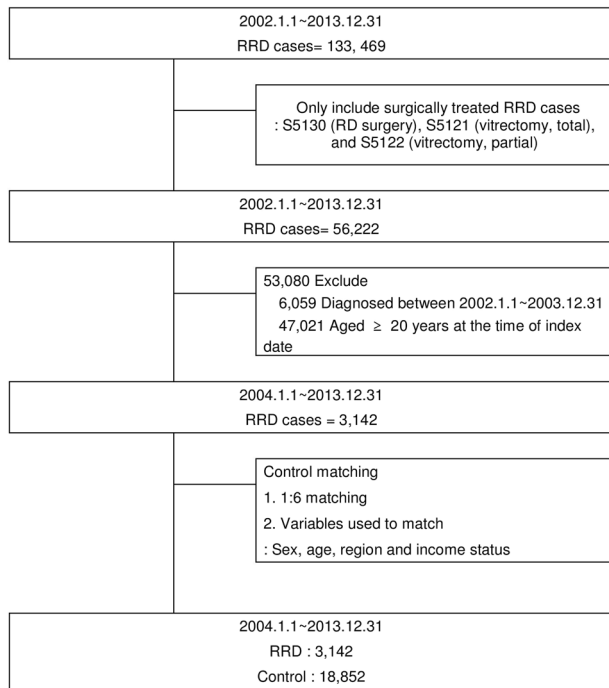 2002.1.1~2013.12.31
RRD cases= 133, 469
Only include surgically treated RRD cases
: S5130 (RD surgery), S5121 (vitrectomy, total),
and S5122 (vitrectomy, partial)
2002.1.1~2013.12.31
RRD cases= 56,222
53,080 Exclude
6,059 Diagnosed between 2002.1.1~2003.12.31
47,021 Aged ≥ 20 years at the time of index
date
2004.1.1~2013.12.31
RRD cases = 3,142
Control matching
1. 1:6 matching
2. Variables used to match
: Sex, age, region and income status
2004.1.1~2013.12.31
RRD : 3,142
Control : 18,852